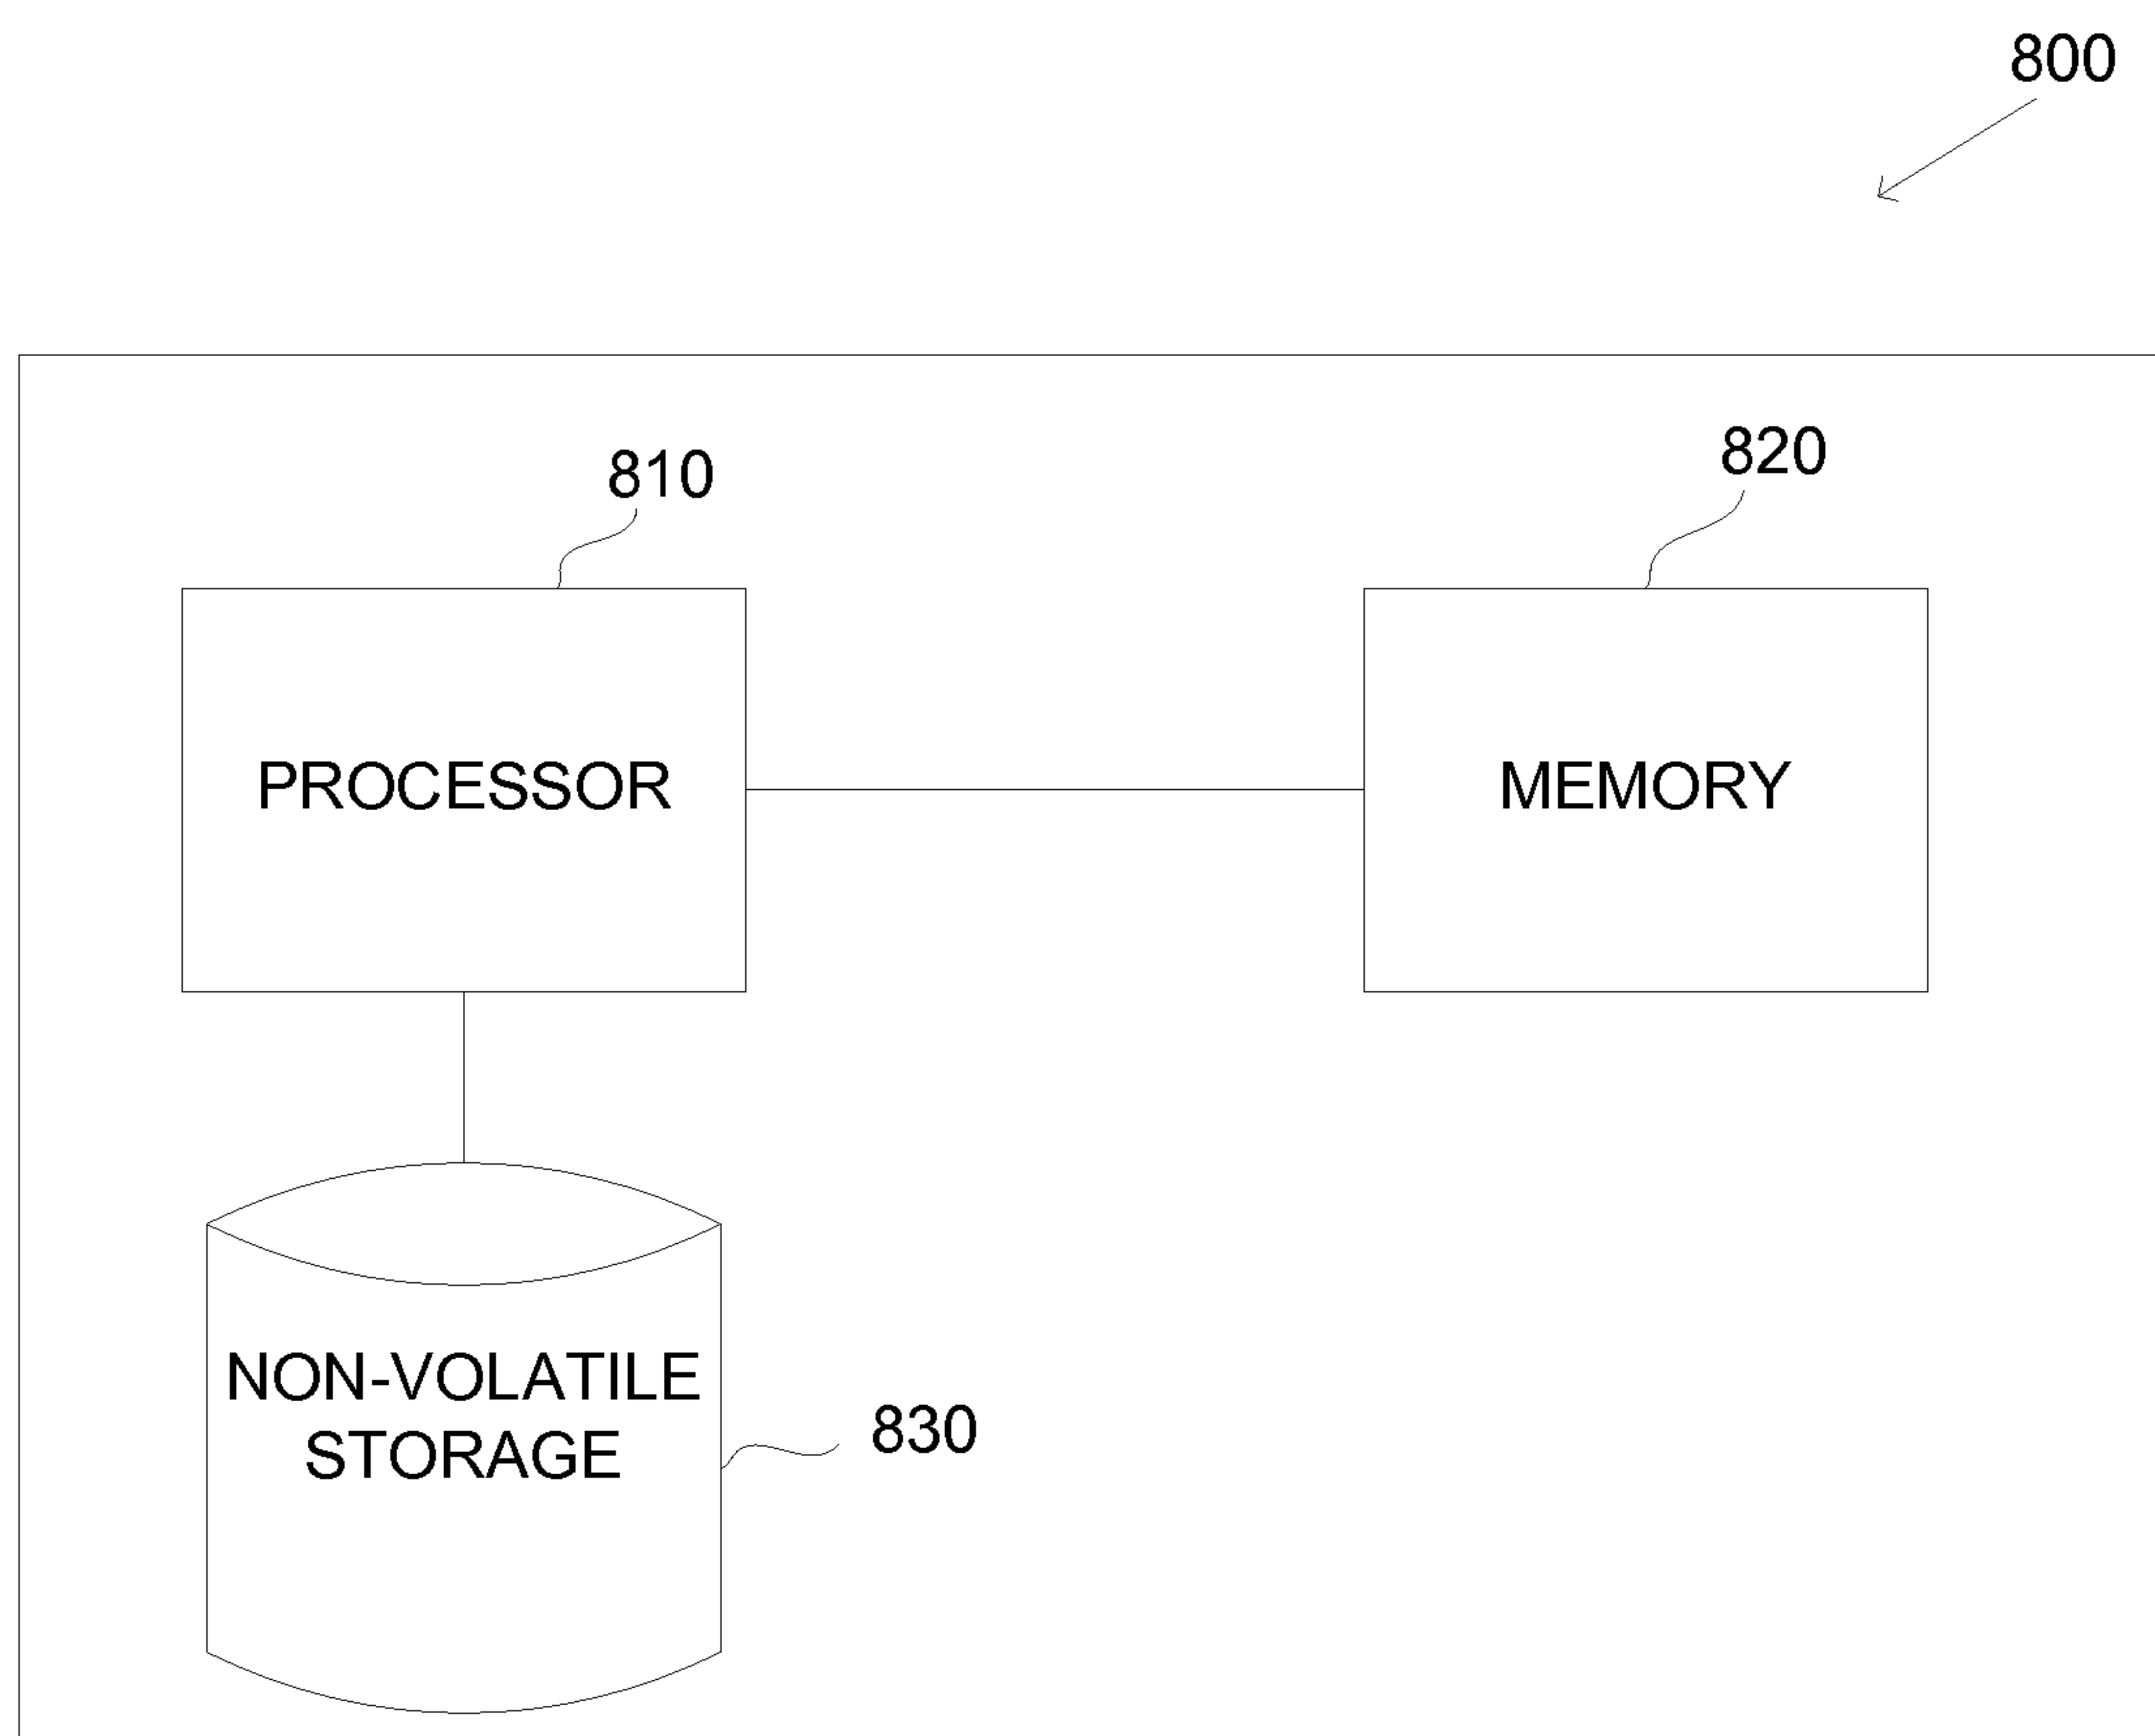 800
810
820
PROCESSOR
MEMORY
NON-VOLATILE
STORAGE
830